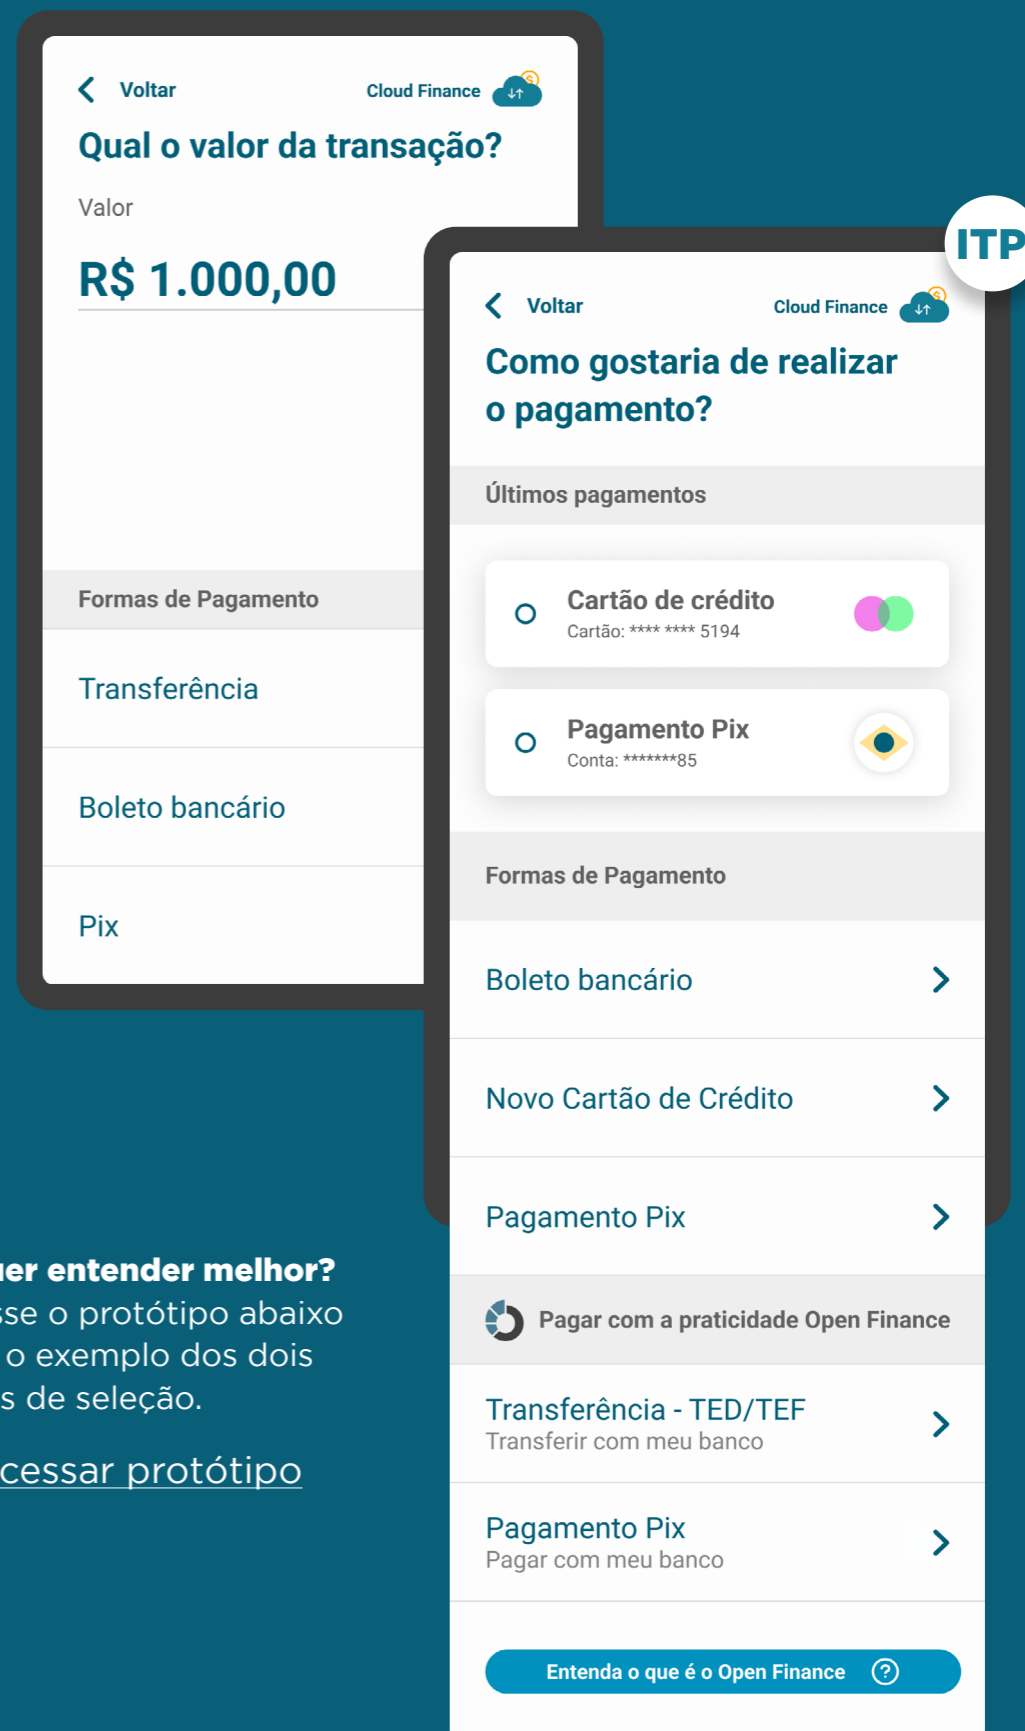 Voltar
Cloud Finance
Qual o valor da transação?
Valor
R$ 1.000,00
Formas de Pagamento
Transferência
Boleto bancário
Pix
ITP
Voltar
Cloud Finance
Como gostaria de realizar
o pagamento?
Últimos pagamentos
Cartão de crédito
Cartão: **** **** 5194
Pagamento Pix
Conta: *******85
Formas de Pagamento
Boleto bancário
Novo Cartão de Crédito
Pagamento Pix
Pagar com a praticidade Open Finance
Transferência - TED/TEF
Transferir com meu banco
Pagamento Pix
Pagar com meu banco
Entenda o que é o Open Finance ?
uer entender melhor?
sse o protótipo abaixo
o exemplo dos dois
s de seleção.
cessar protótipo